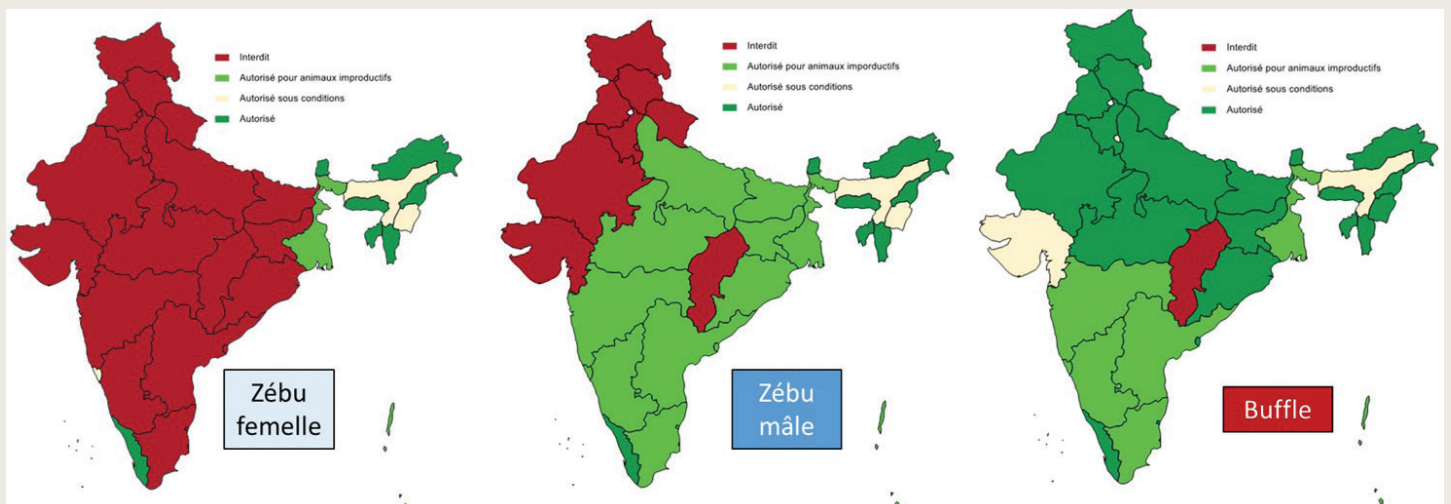 Interdit
Autorisé pour animaux improductifs
Autorisé sous conditions
Autorisé
Zébu
femelle
Interdit
Autorisé pour animaux imporductifs
Autorisé sous conditions
Autorisé
Zébu
mâle
Interdit
Autorisé pour animaux improductifs
Autorisé sous conditions
Autorisé
Buffle